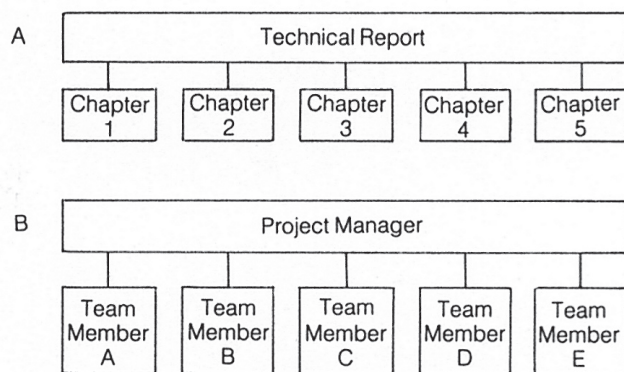 A
Technical Report
Chapter
1
Chapter
2
Chapter
3
Chapter
4
Chapter
5
B
Project Manager
Team
Member
A
Team
Member
B
Team
Member
C
Team
Member
D
Team
Member
E